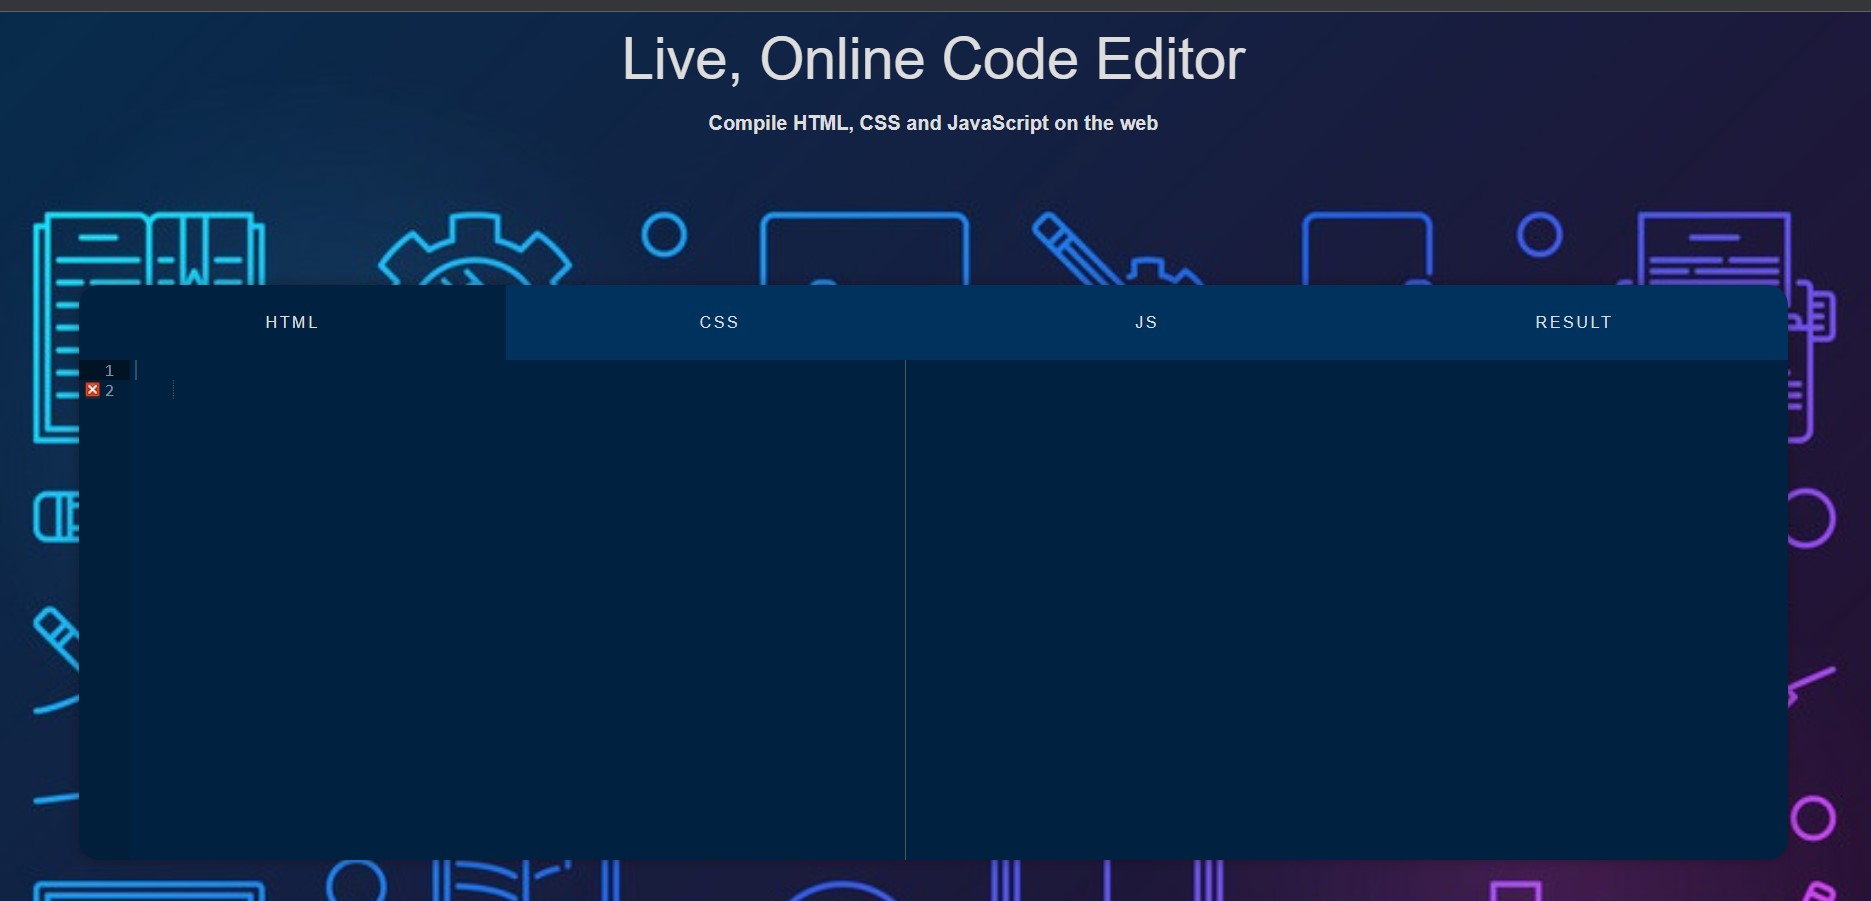 Live, Online Code Editor
Compile HTML, CSS and JavaScript on the web
HTML CSS JS RESULT
1
2